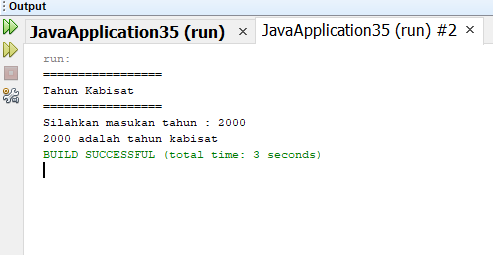 Output
JavaApplication35 (run) × JavaApplication35 (run) #2 ×
run:
=================
Tahun Kabisat
=================
Silahkan masukan tahun : 2000
2000 adalah tahun kabisat
BUILD SUCCESSFUL (total time: 3 seconds)